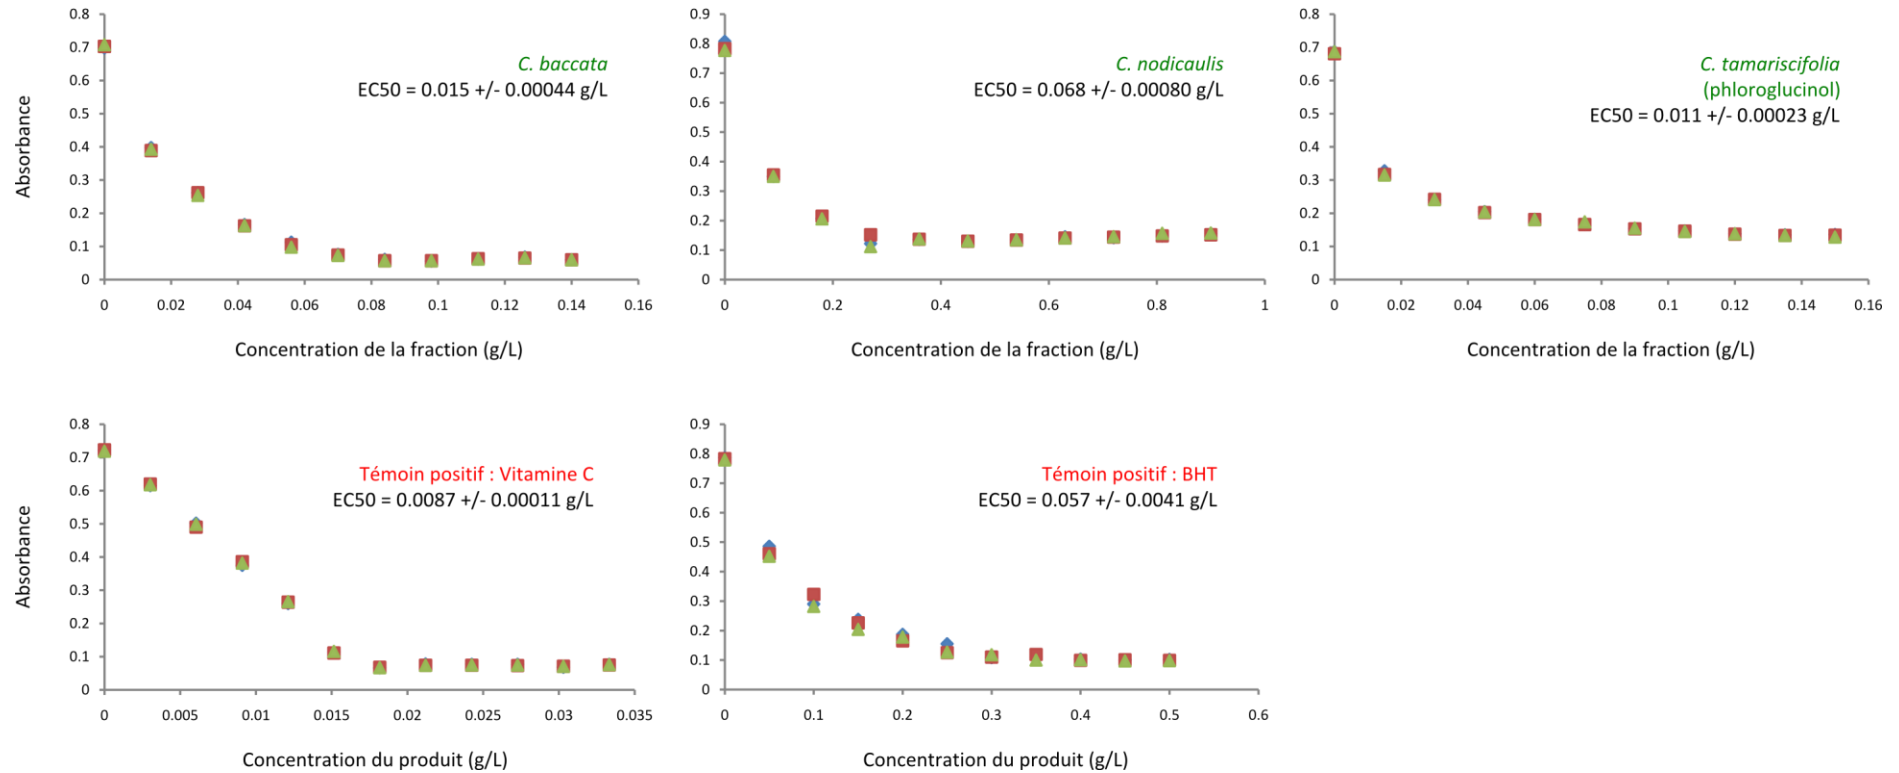 0.8
0.7
0.6
0.5
0.4
0.3
0.2
0.1
0
0 0.02 0.04 0.06 0.08 0.1 0.12 0.14 0.16
Absorbance
C. baccata
EC50 = 0.015 +/- 0.00044 g/L
Concentration de la fraction (g/L)
0.9
0.8
0.7
0.6
0.5
0.4
0.3
0.2
0.1
0
0 0.2 0.4 0.6 0.8 1
C. nodicaulis
EC50 = 0.068 +/- 0.00080 g/L
Concentration de la fraction (g/L)
0.8
0.7
0.6
0.5
0.4
0.3
0.2
0.1
0
0 0.02 0.04 0.06 0.08 0.1 0.12 0.14 0.16
C. tamariscifolia
(phloroglucinol)
EC50 = 0.011 +/- 0.00023 g/L
Concentration de la fraction (g/L)
0.8
0.7
0.6
0.5
0.4
0.3
0.2
0.1
0
0 0.005 0.01 0.015 0.02 0.025 0.03 0.035
Absorbance
Témoin positif : Vitamine C
EC50 = 0.0087 +/- 0.00011 g/L
Concentration du produit (g/L)
0.9
0.8
0.7
0.6
0.5
0.4
0.3
0.2
0.1
0
0 0.1 0.2 0.3 0.4 0.5 0.6
Témoin positif : BHT
EC50 = 0.057 +/- 0.0041 g/L
Concentration du produit (g/L)